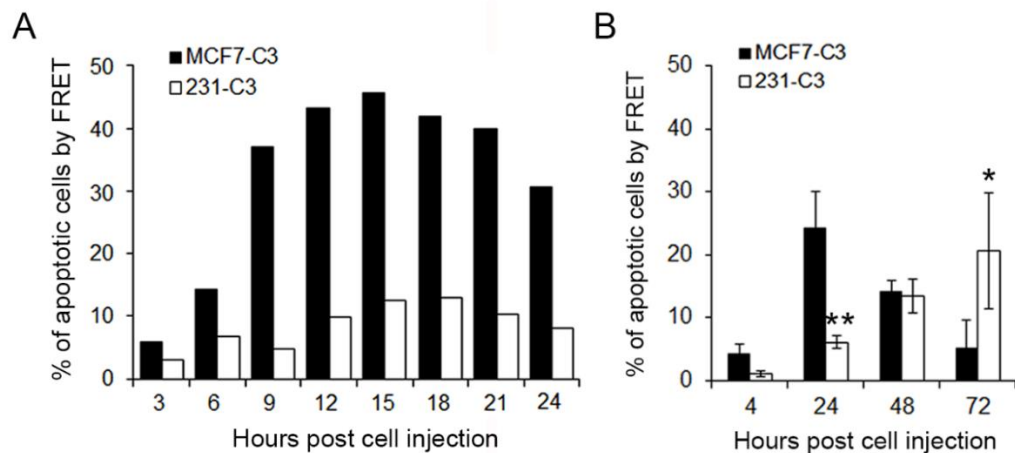 A
MCF7-C3
231-C3
% of apoptotic cells by FRET
50
40
30
20
10
0
3 6 9 12 15 18 21 24
Hours post cell injection
B
MCF7-C3
231-C3
% of apoptotic cells by FRET
50
40
30
20
10
0
**
*
4 24 48 72
Hours post cell injection